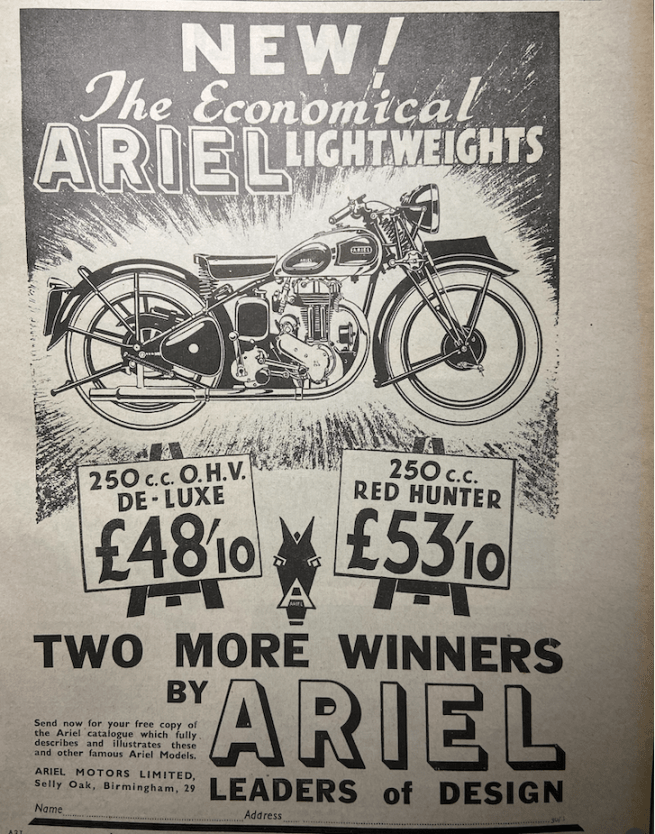 NEW!
The Economical
ARIEL LIGHTWEIGHTS
ARIEL
250 c.c. O.H.V.
DE-LUXE
£48'10
250 c.c.
RED HUNTER
£53'10
ARIEL
TWO MORE WINNERS
BY ARIEL
Send now for your free copy of
the Ariel catalogue which fully
describes and illustrates these
and other famous Ariel Models.
ARIEL MOTORS LIMITED,
Selly Oak, Birmingham, 29
LEADERS of DESIGN
Name
Address